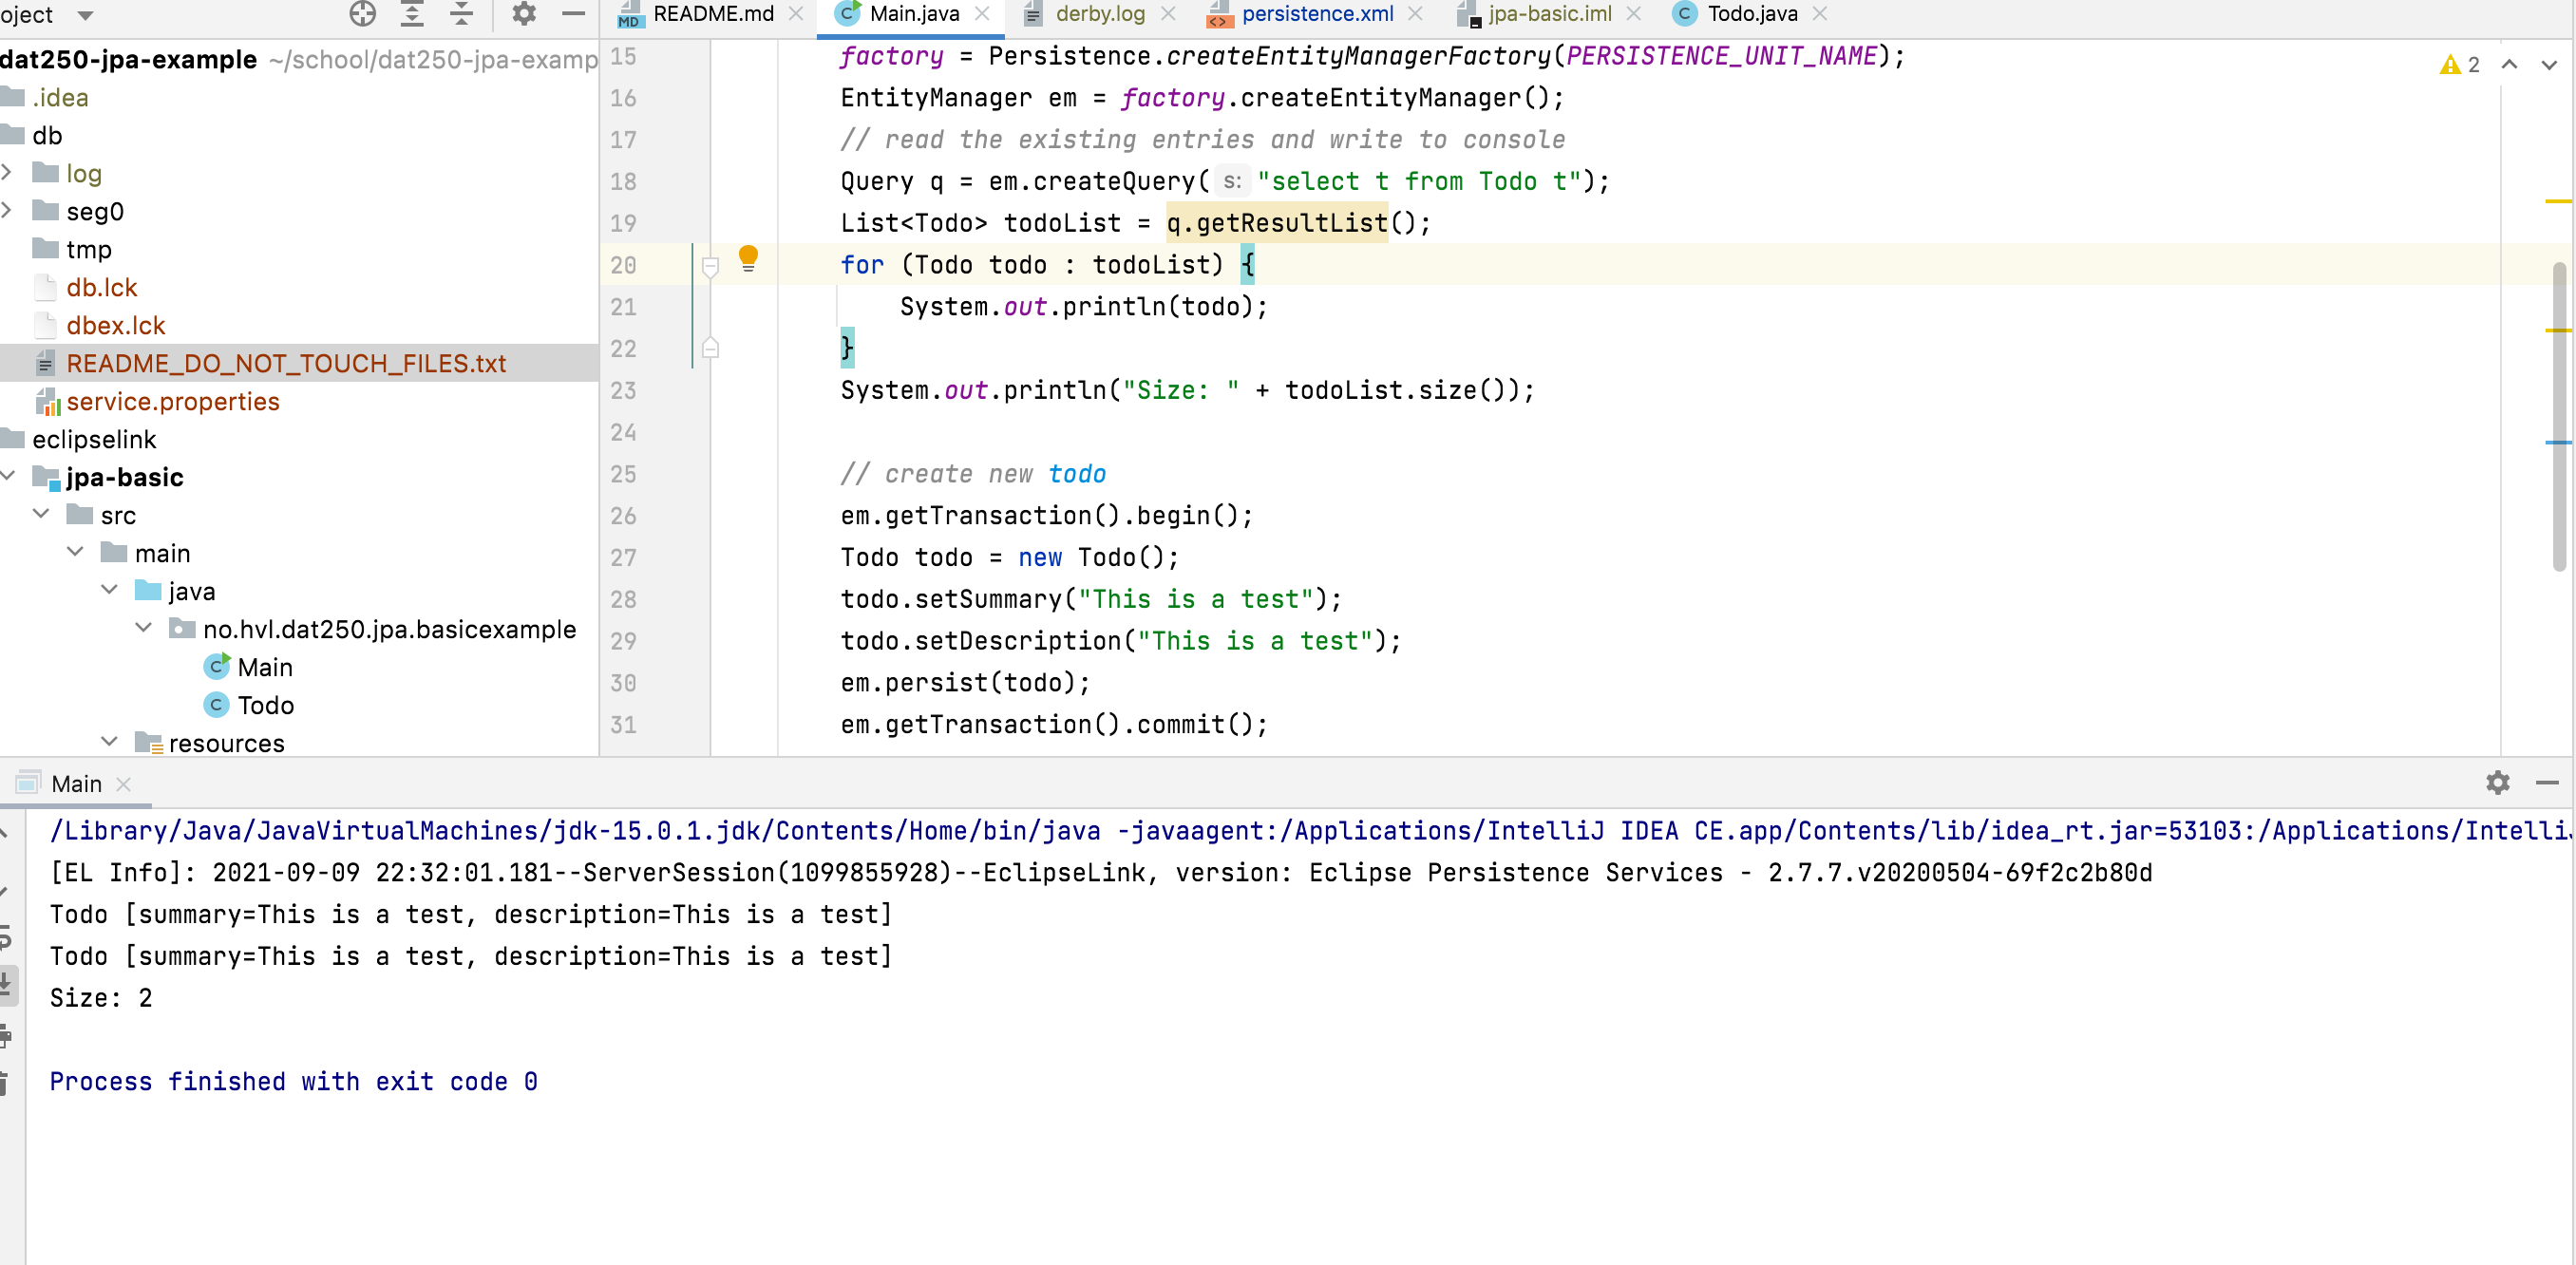 oject
README.md
Main.java
derby.log
persistence.xml
jpa-basic.iml
Todo.java
dat250-jpa-example ~/school/dat250-jpa-examp
.idea
db
log
seg0
tmp
db.lck
dbex.lck
README_DO_NOT_TOUCH_FILES.txt
service.properties
eclipselink
jpa-basic
src
main
java
no.hvl.dat250.jpa.basicexample
Main
Todo
resources
2
15 factory = Persistence.createEntityManagerFactory(PERSISTENCE_UNIT_NAME);
16 EntityManager em = factory.createEntityManager();
17 // read the existing entries and write to console
18 Query q = em.createQuery( s: "select t from Todo t");
19 List<Todo> todoList = q.getResultList();
20 for (Todo todo : todoList) {
21 System.out.println(todo);
22 }
23 System.out.println("Size: " + todoList.size());
24
25 // create new todo
26 em.getTransaction().begin();
27 Todo todo = new Todo();
28 todo.setSummary("This is a test");
29 todo.setDescription("This is a test");
30 em.persist(todo);
31 em.getTransaction().commit();
Main
/Library/Java/JavaVirtualMachines/jdk-15.0.1.jdk/Contents/Home/bin/java -javaagent:/Applications/IntelliJ IDEA CE.app/Contents/lib/idea_rt.jar=53103:/Applications/IntelliJ
[EL Info]: 2021-09-09 22:32:01.181--ServerSession(1099855928)--EclipseLink, version: Eclipse Persistence Services - 2.7.7.v20200504-69f2c2b80d
Todo [summary=This is a test, description=This is a test]
Todo [summary=This is a test, description=This is a test]
Size: 2
Process finished with exit code 0